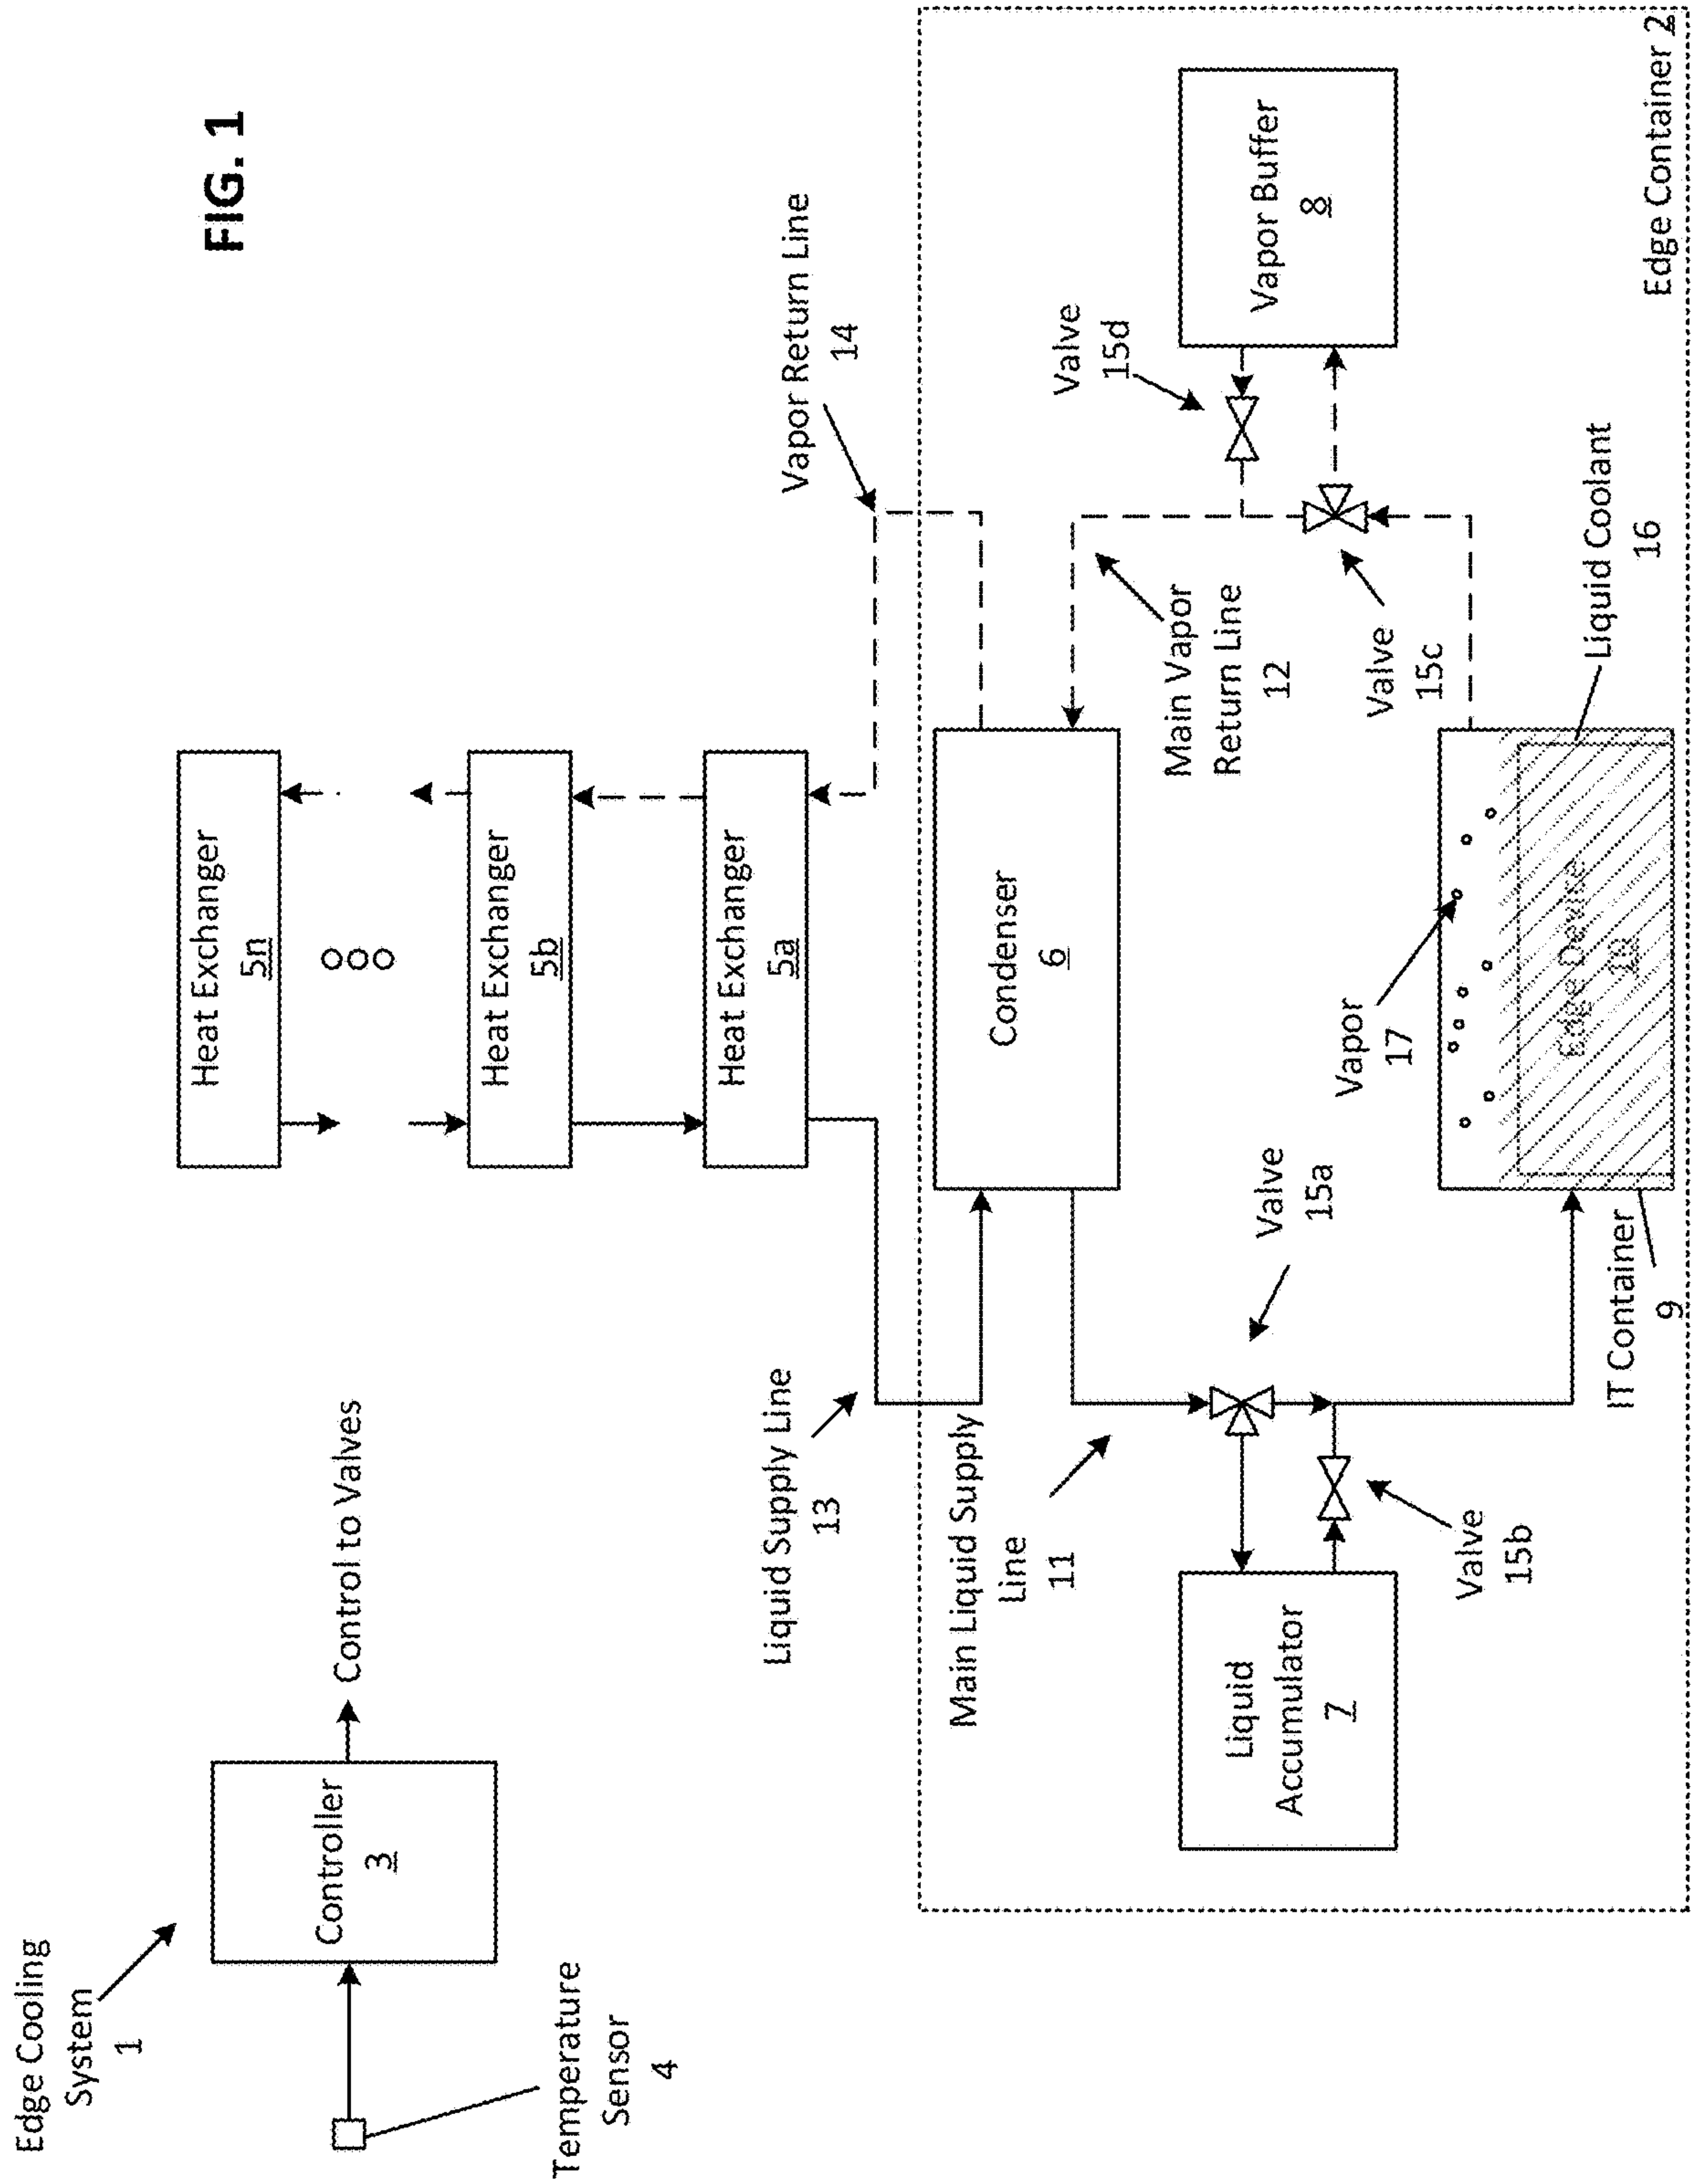 FIG. 1
Edge Cooling
System
1
Controller
3
Control to Valves
Temperature
Sensor
4
Heat Exchanger
5n
Heat Exchanger
5b
Heat Exchanger
5a
Liquid Supply Line
13
Vapor Return Line
14
Main Liquid Supply
Line
11
Condenser
6
Main Vapor
Return Line
12
Valve
15d
Vapor Buffer
8
Liquid
Accumulator
7
Valve
15a
Valve
15b
Vapor
17
Valve
15c
Liquid Coolant
16
Edge Device
10
IT Container
9
Edge Container 2